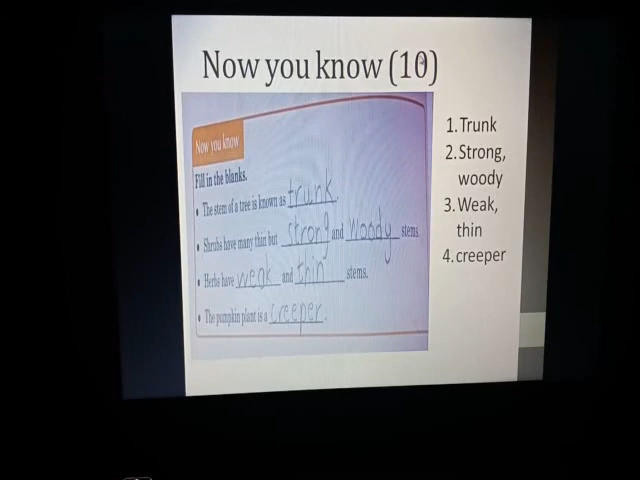 Now you know (10)
Now you know
Fill in the blanks.
• The stem of a tree is known as trunk.
• Shrubs have many thin but strong and Woody stems.
• Herbs have weak and thin stems.
• The pumpkin plant is a Creeper.
1. Trunk
2. Strong,
woody
3. Weak,
thin
4. creeper